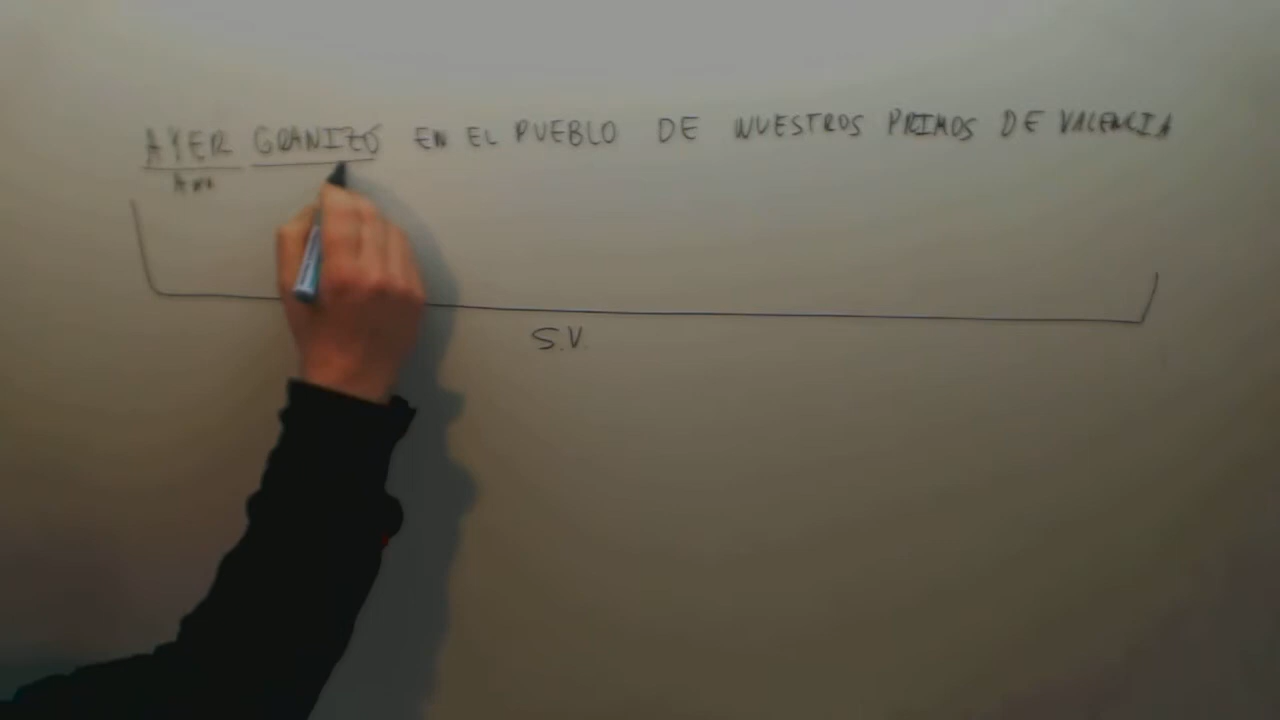 AYER GRANIZÓ EN EL PUEBLO DE NUESTROS PRIMOS DE VALENCIA
S.V.